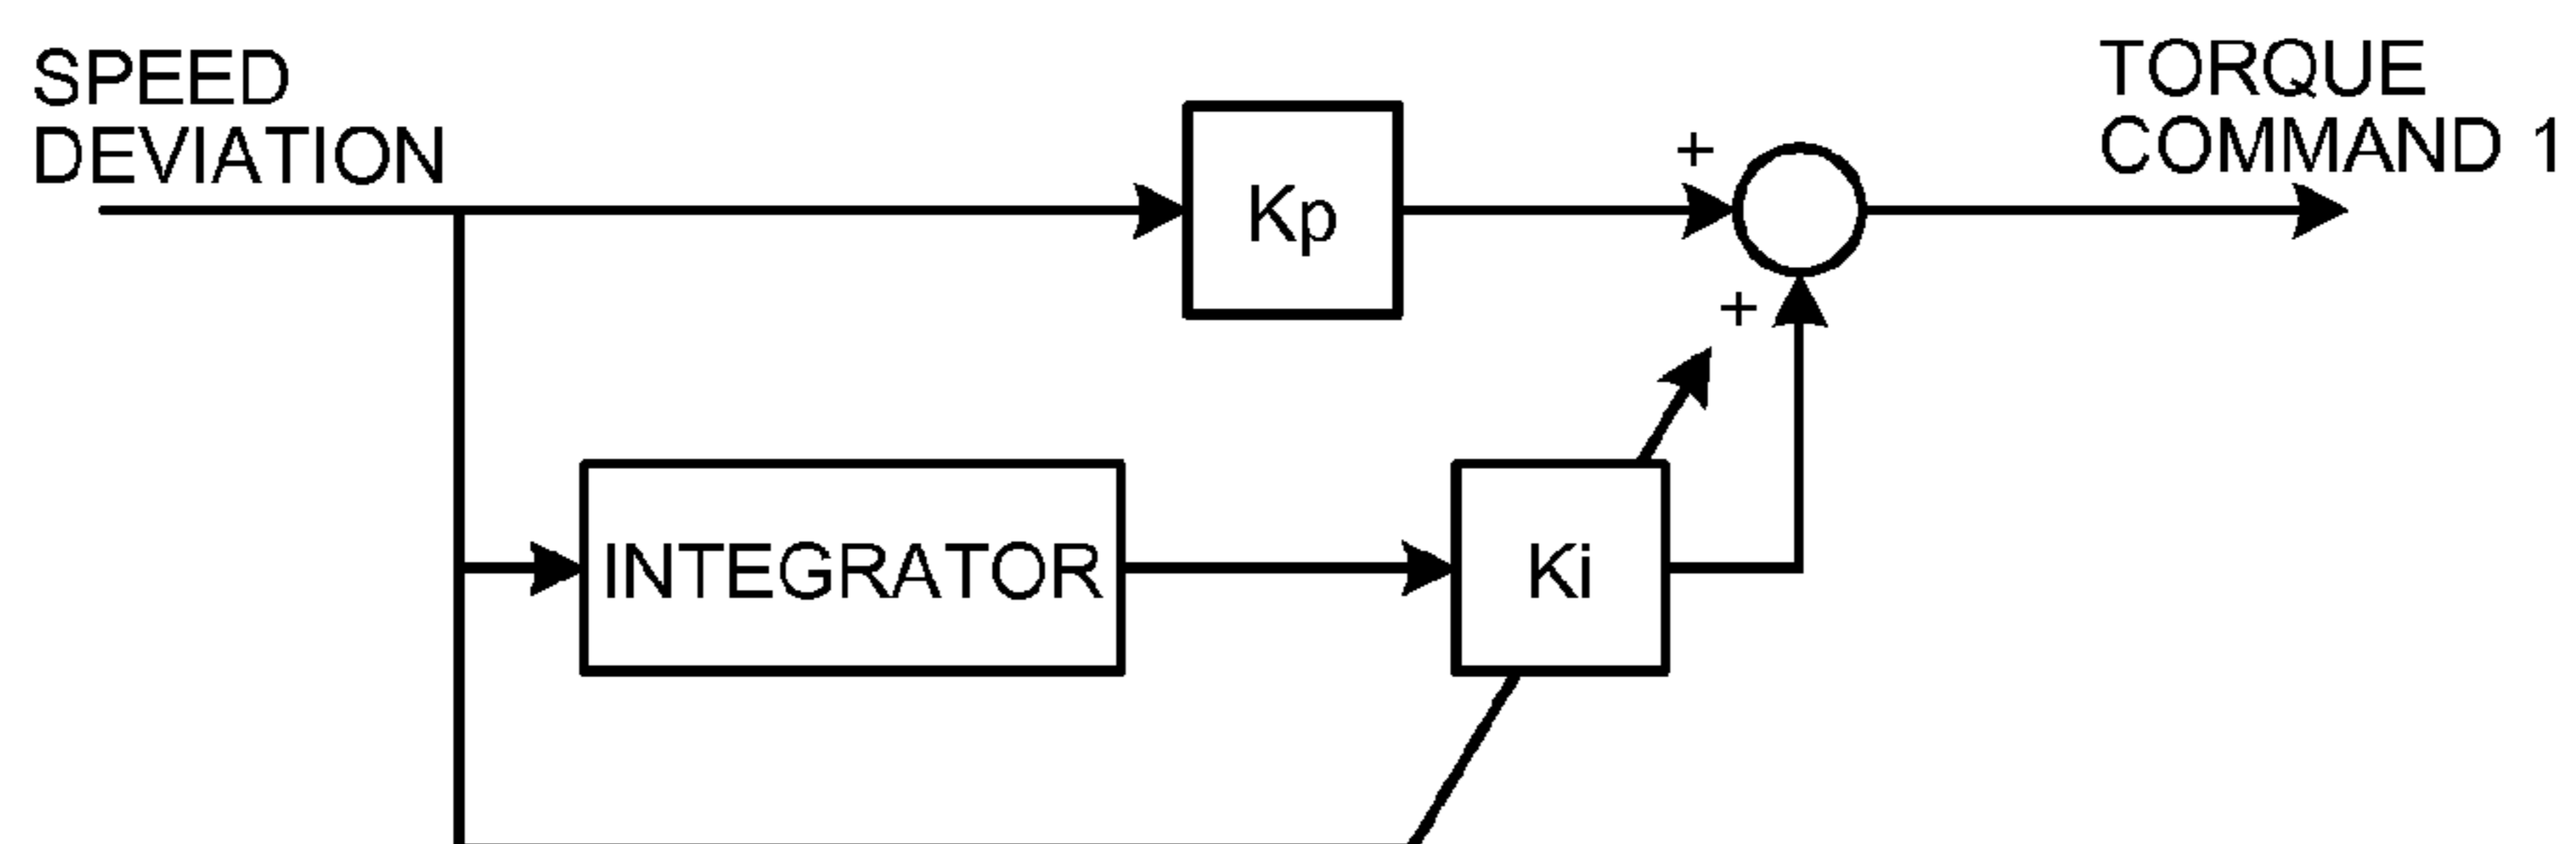 SPEED
DEVIATION
TORQUE
COMMAND 1
Kp
+
+
INTEGRATOR
Ki